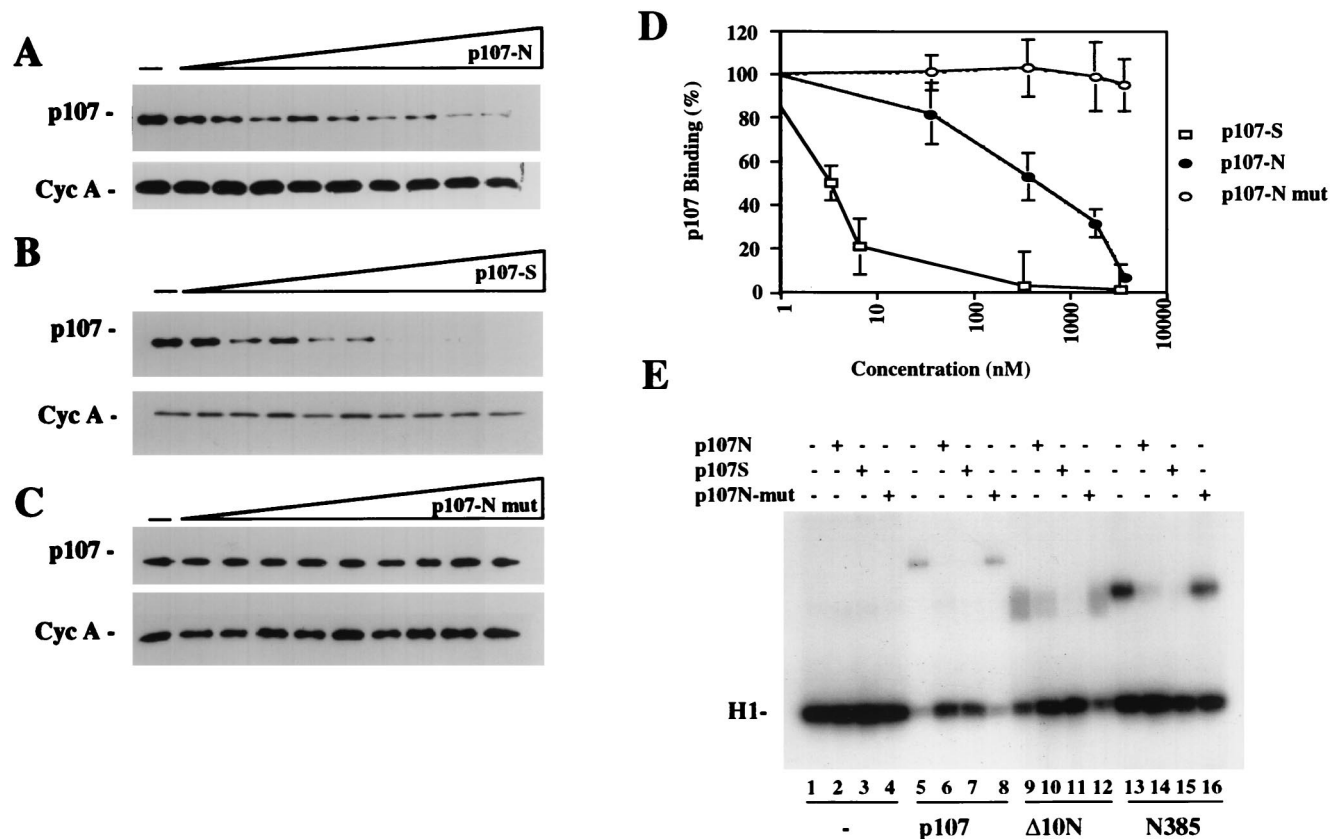 A
p107-N
p107 -
Cyc A -
B
p107-S
p107 -
Cyc A -
C
p107-N mut
p107 -
Cyc A -
D
120
100
80
60
40
20
0
p107 Binding (%)
1
10
100
1000
10000
Concentration (nM)
p107-S
p107-N
p107-N mut
E
p107N - + - - - + - - - + - - - + - -
p107S - - + - - - + - - - + - - - + -
p107N-mut - - - + - - - + - - - + - - - +
H1-
1 2 3 4 5 6 7 8 9 10 11 12 13 14 15 16
- p107 Δ10N N385